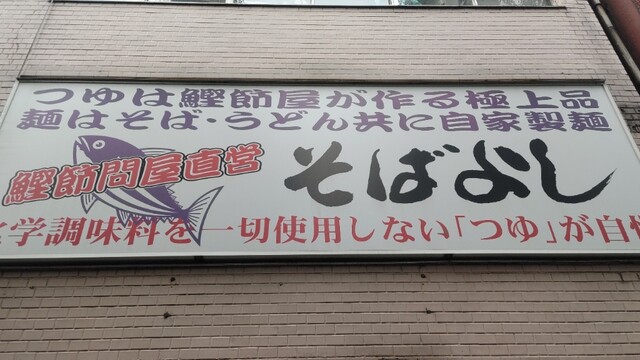 つゆは鰹節屋が作る極上品
麺はそば・うどん共に自家製麺
鰹節問屋直営
そばよし
学調味料を一切使用しない「つゆ」が自